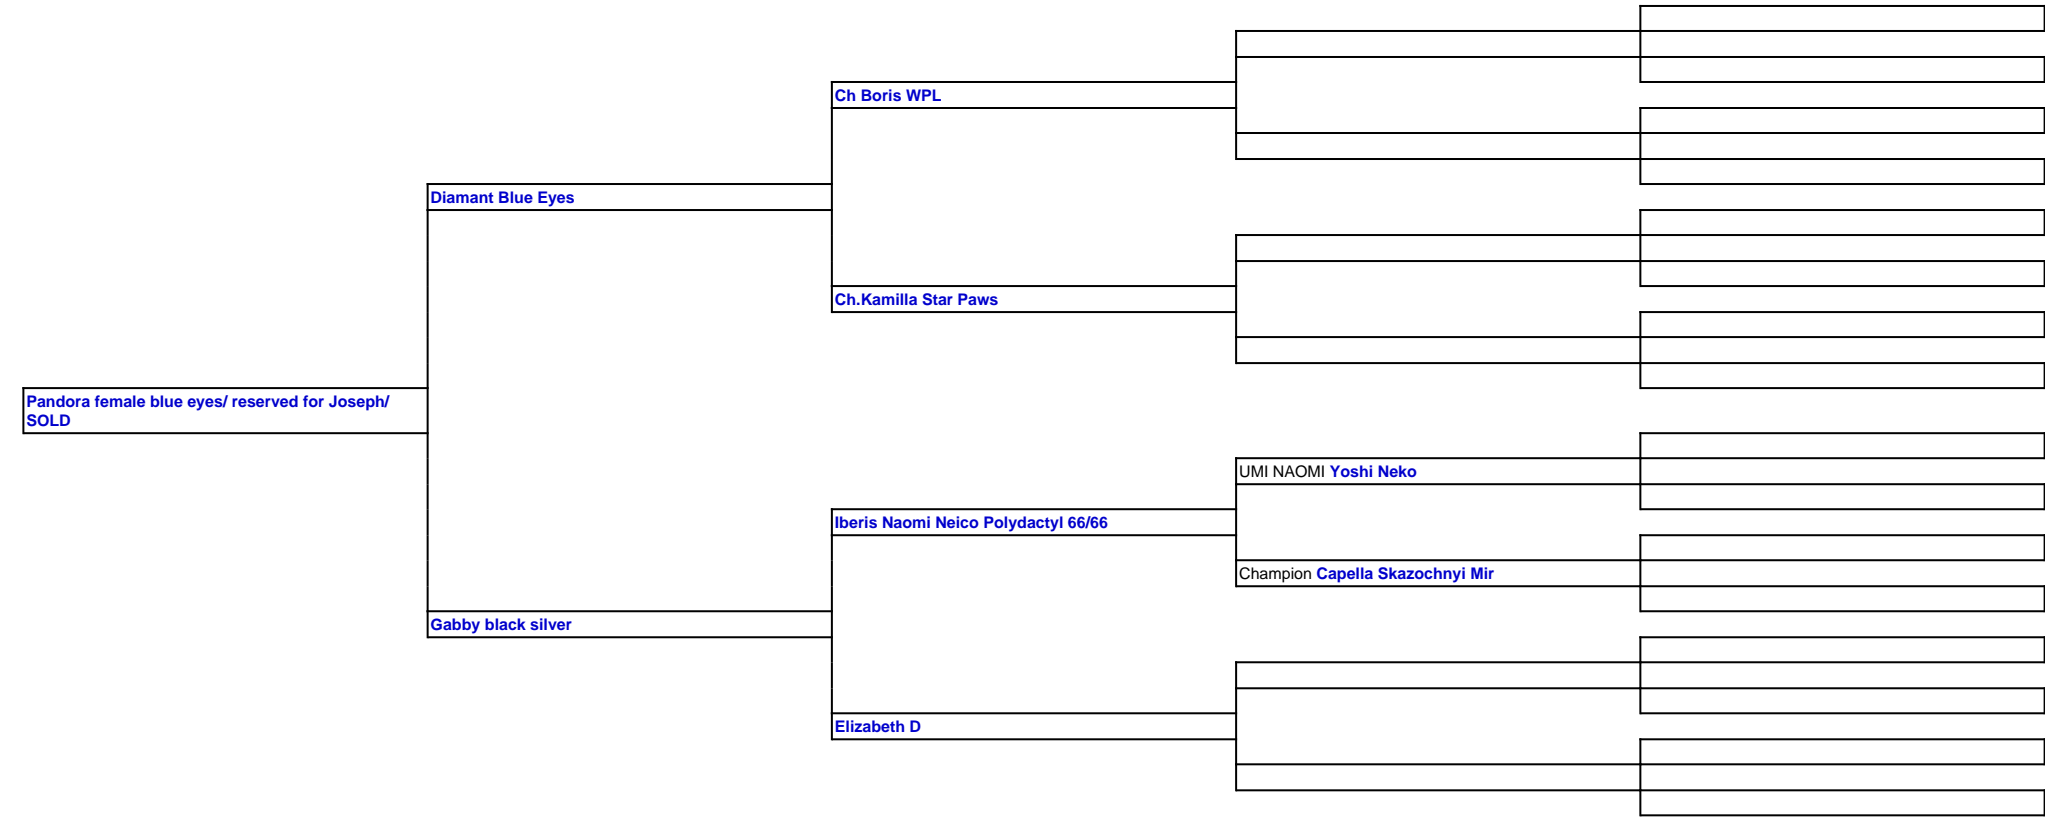 Ch Boris WPL
Diamant Blue Eyes
Ch.Kamilla Star Paws
Pandora female blue eyes/ reserved for Joseph/
SOLD
UMI NAOMI Yoshi Neko
Iberis Naomi Neico Polydactyl 66/66
Champion Capella Skazochnyi Mir
Gabby black silver
Elizabeth D